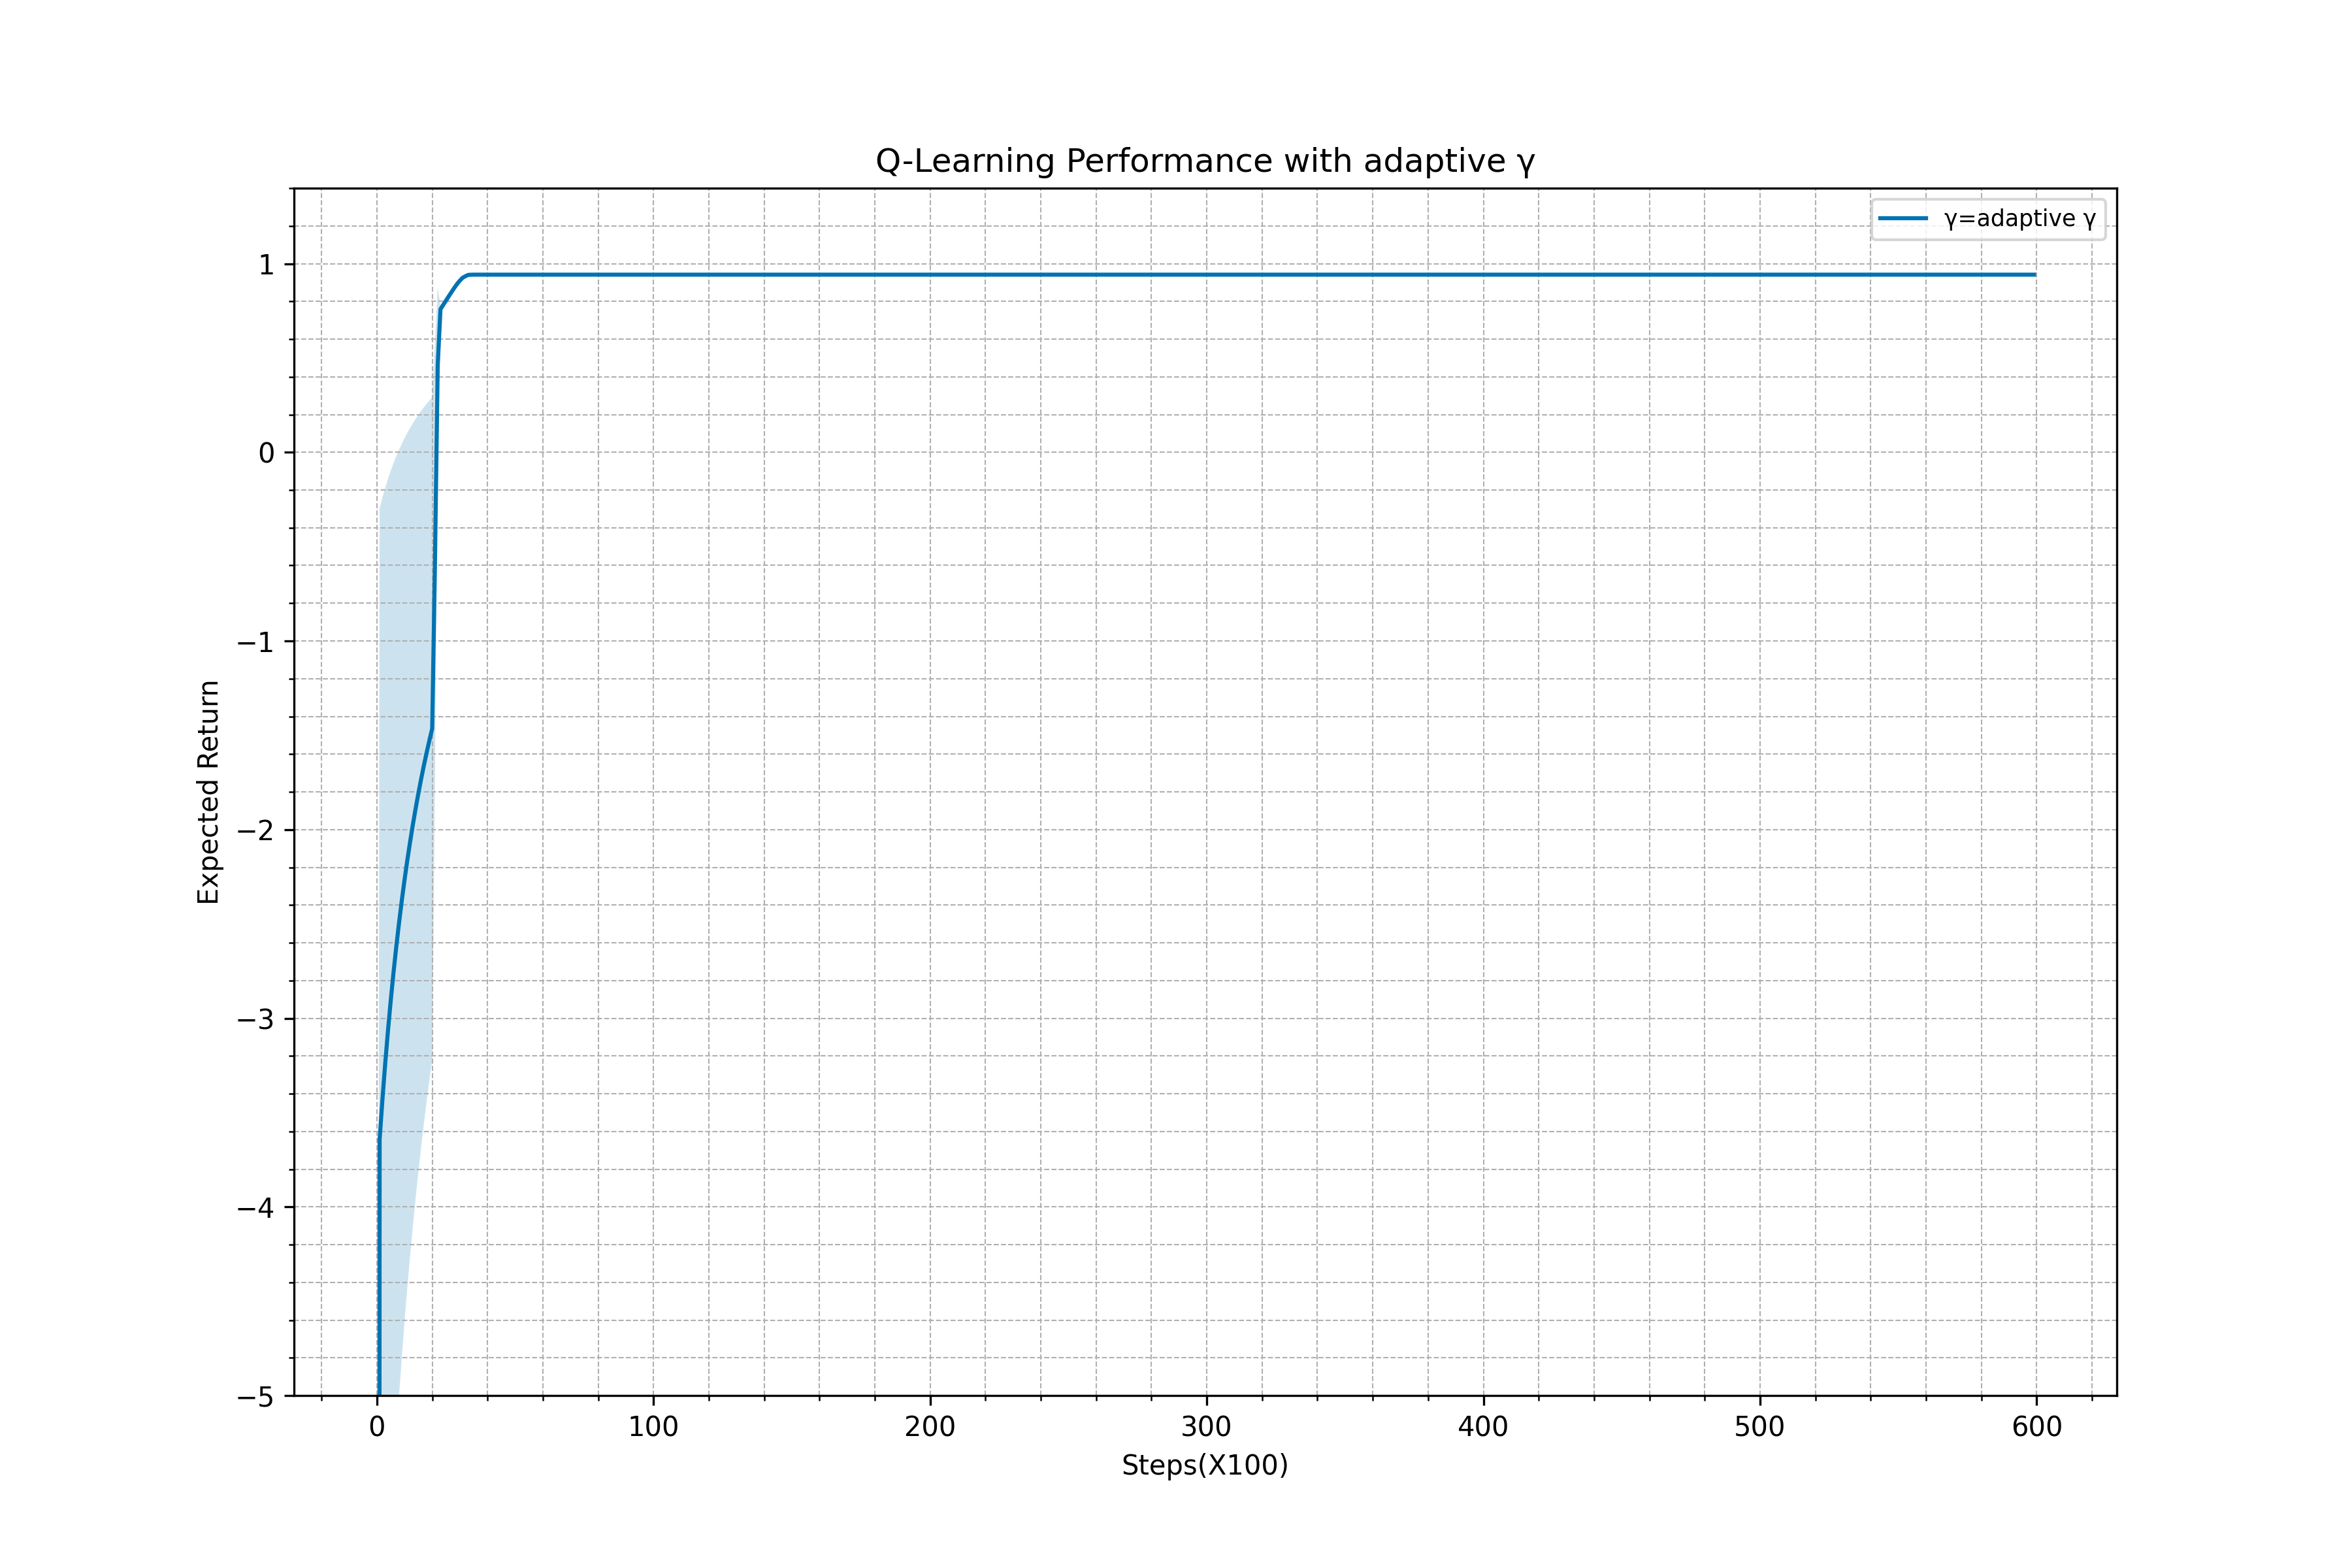 Q-Learning Performance with adaptive γ
γ=adaptive γ
1
0
−1
−2
−3
−4
−5
Expected Return
0 100 200 300 400 500 600
Steps(X100)